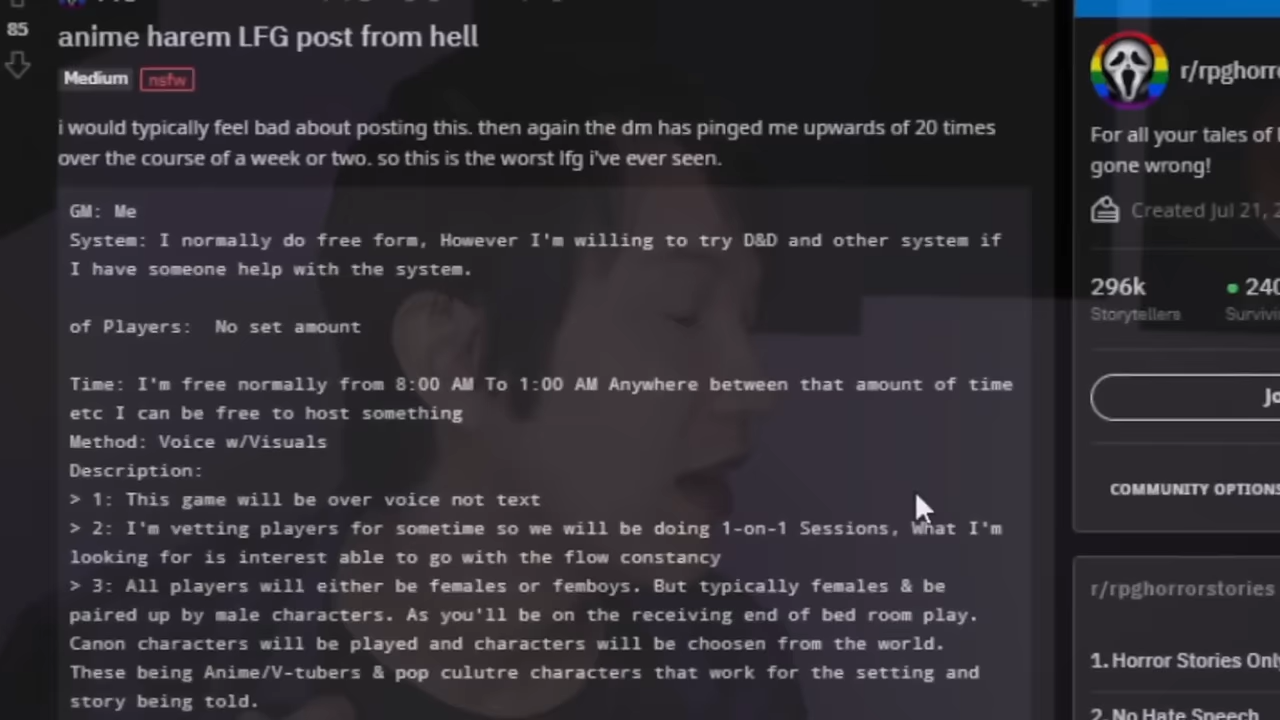 85
anime harem LFG post from hell
Medium nsfw
i would typically feel bad about posting this. then again the dm has pinged me upwards of 20 times
over the course of a week or two. so this is the worst lfg i've ever seen.
GM: Me
System: I normally do free form, However I'm willing to try D&D and other system if
I have someone help with the system.
of Players: No set amount
Time: I'm free normally from 8:00 AM To 1:00 AM Anywhere between that amount of time
etc I can be free to host something
Method: Voice w/Visuals
Description:
> 1: This game will be over voice not text
> 2: I'm vetting players for sometime so we will be doing 1-on-1 Sessions, What I'm
looking for is interest able to go with the flow constancy
> 3: All players will either be females or femboys. But typically females & be
paired up by male characters. As you'll be on the receiving end of bed room play.
Canon characters will be played and characters will be choosen from the world.
These being Anime/V-tubers & pop culutre characters that work for the setting and
story being told.
r/rpghorr
For all your tales of
gone wrong!
Created Jul 21,
296k 240
Storytellers Survivi
Jo
COMMUNITY OPTIONS
r/rpghorrorstories
1. Horror Stories Only
2. No Hate Speech